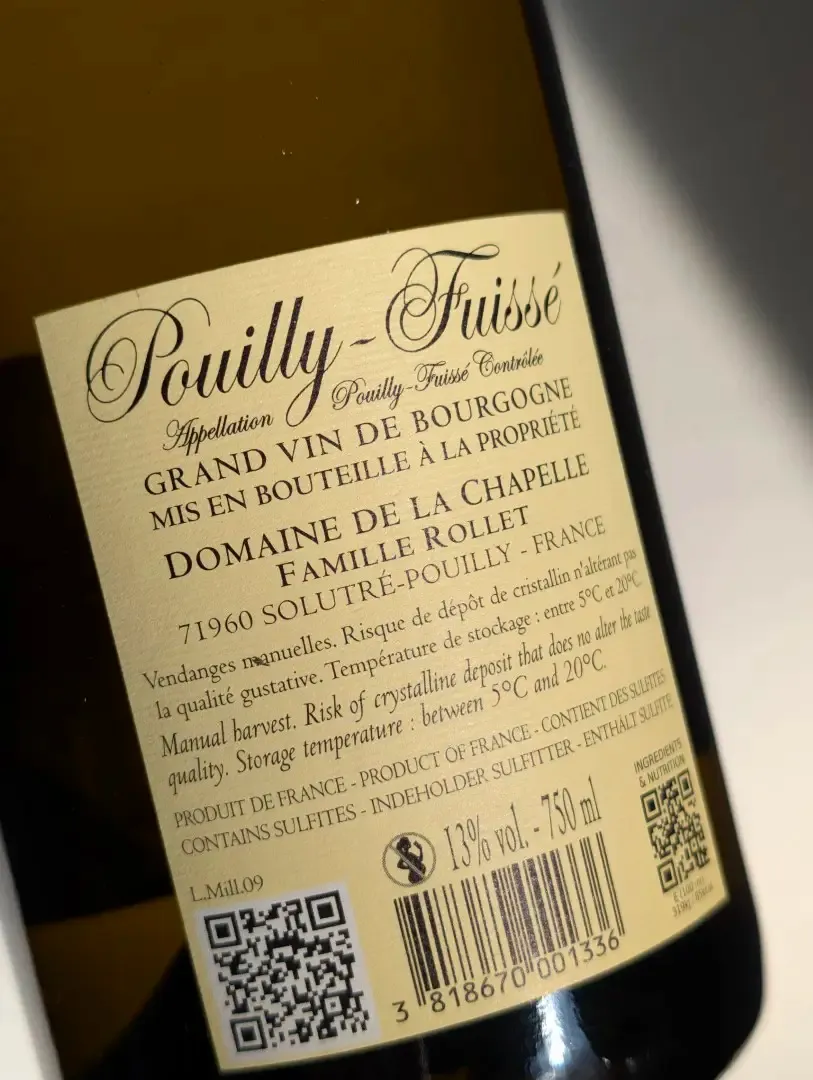 Pouilly-Fuissé
Appellation Pouilly-Fuissé Contrôlée
GRAND VIN DE BOURGOGNE
MIS EN BOUTEILLE À LA PROPRIÉTÉ
DOMAINE DE LA CHAPELLE
FAMILLE ROLLET
71960 SOLUTRÉ-POUILLY - FRANCE
Vendanges manuelles. Risque de dépôt de cristallin n'altérant pas
la qualité gustative. Température de stockage : entre 5°C et 20°C.
Manual harvest. Risk of crystalline deposit that does no alter the taste
quality. Storage temperature : between 5°C and 20°C.
PRODUIT DE FRANCE - PRODUCT OF FRANCE - CONTIENT DES SULFITES
CONTAINS SULFITES - INDEHOLDER SULFITTER - ENTHÄLT SULFITE
INGREDIENTS
& NUTRITION
13% vol. - 750 ml
L.Mill.09
3 818670 001336